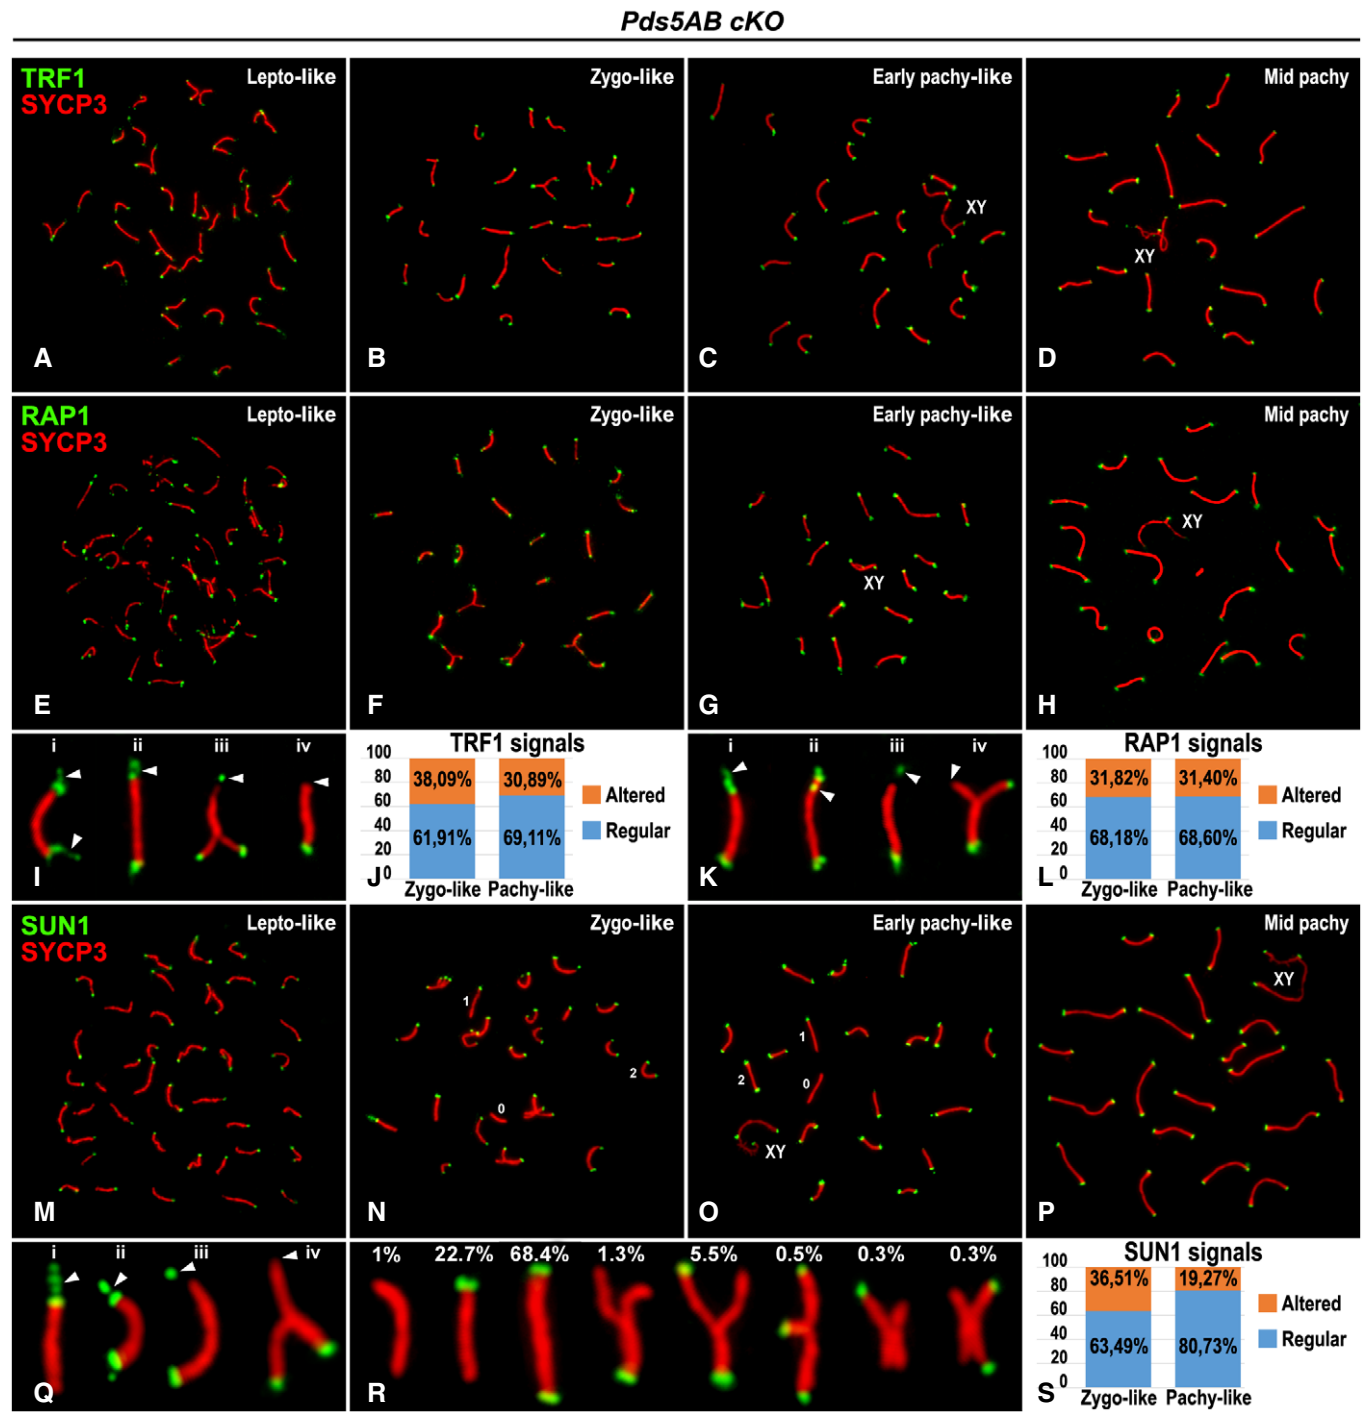 Pds5AB cKO
TRF1
SYCP3
Lepto-like
A
Zygo-like
B
Early pachy-like
XY
C
Mid pachy
XY
D
RAP1
SYCP3
Lepto-like
E
Zygo-like
F
Early pachy-like
XY
G
Mid pachy
XY
H
i ii iii iv
I
TRF1 signals
100
80
60
40
20
0
38,09% 30,89%
61,91% 69,11%
Altered
Regular
Zygo-like Pachy-like
J
i ii iii iv
K
RAP1 signals
100
80
60
40
20
0
31,82% 31,40%
68,18% 68,60%
Altered
Regular
Zygo-like Pachy-like
L
SUN1
SYCP3
Lepto-like
M
Zygo-like
1
2
0
N
Early pachy-like
1
2
0
XY
O
Mid pachy
XY
P
i ii iii iv
Q
1% 22.7% 68.4% 1.3% 5.5% 0.5% 0.3% 0.3%
R
SUN1 signals
100
80
60
40
20
0
36,51% 19,27%
63,49% 80,73%
Altered
Regular
Zygo-like Pachy-like
S